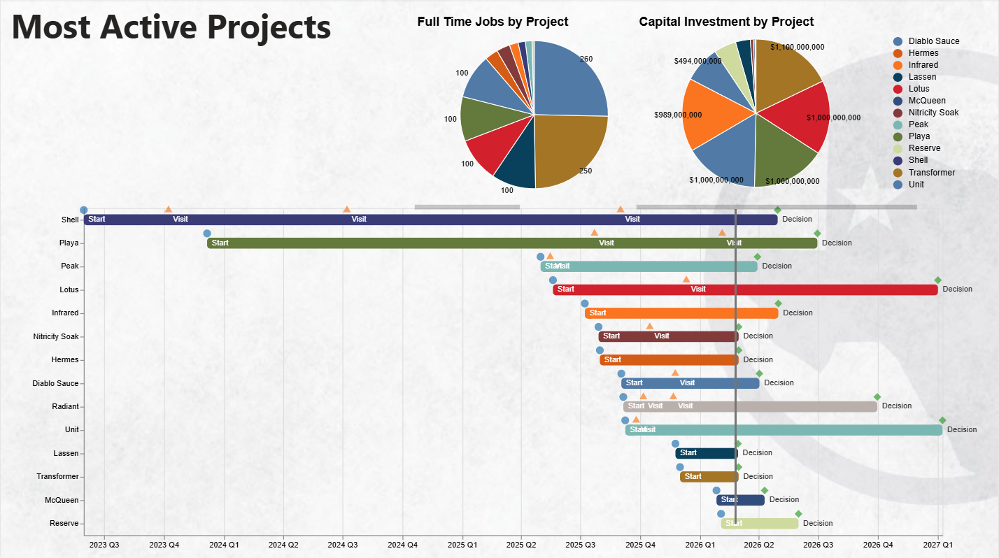 Most Active Projects
Full Time Jobs by Project
260
250
100
100
100
100
Capital Investment by Project
$1,100,000,000
$1,000,000,000
$1,000,000,000
$1,000,000,000
$989,000,000
$494,000,000
Diablo Sauce
Hermes
Infrared
Lassen
Lotus
McQueen
Nitricity Soak
Peak
Playa
Reserve
Shell
Transformer
Unit
Shell Start Visit Visit Visit Decision
Playa Start Visit Visit Decision
Peak Start Visit Decision
Lotus Start Visit Decision
Infrared Start Decision
Nitricity Soak Start Visit Decision
Hermes Start Decision
Diablo Sauce Start Visit Decision
Radiant Start Visit Visit Decision
Unit Start Visit Decision
Lassen Start Decision
Transformer Start Decision
McQueen Start Decision
Reserve Start Decision
2023 Q3 2023 Q4 2024 Q1 2024 Q2 2024 Q3 2024 Q4 2025 Q1 2025 Q2 2025 Q3 2025 Q4 2026 Q1 2026 Q2 2026 Q3 2026 Q4 2027 Q1